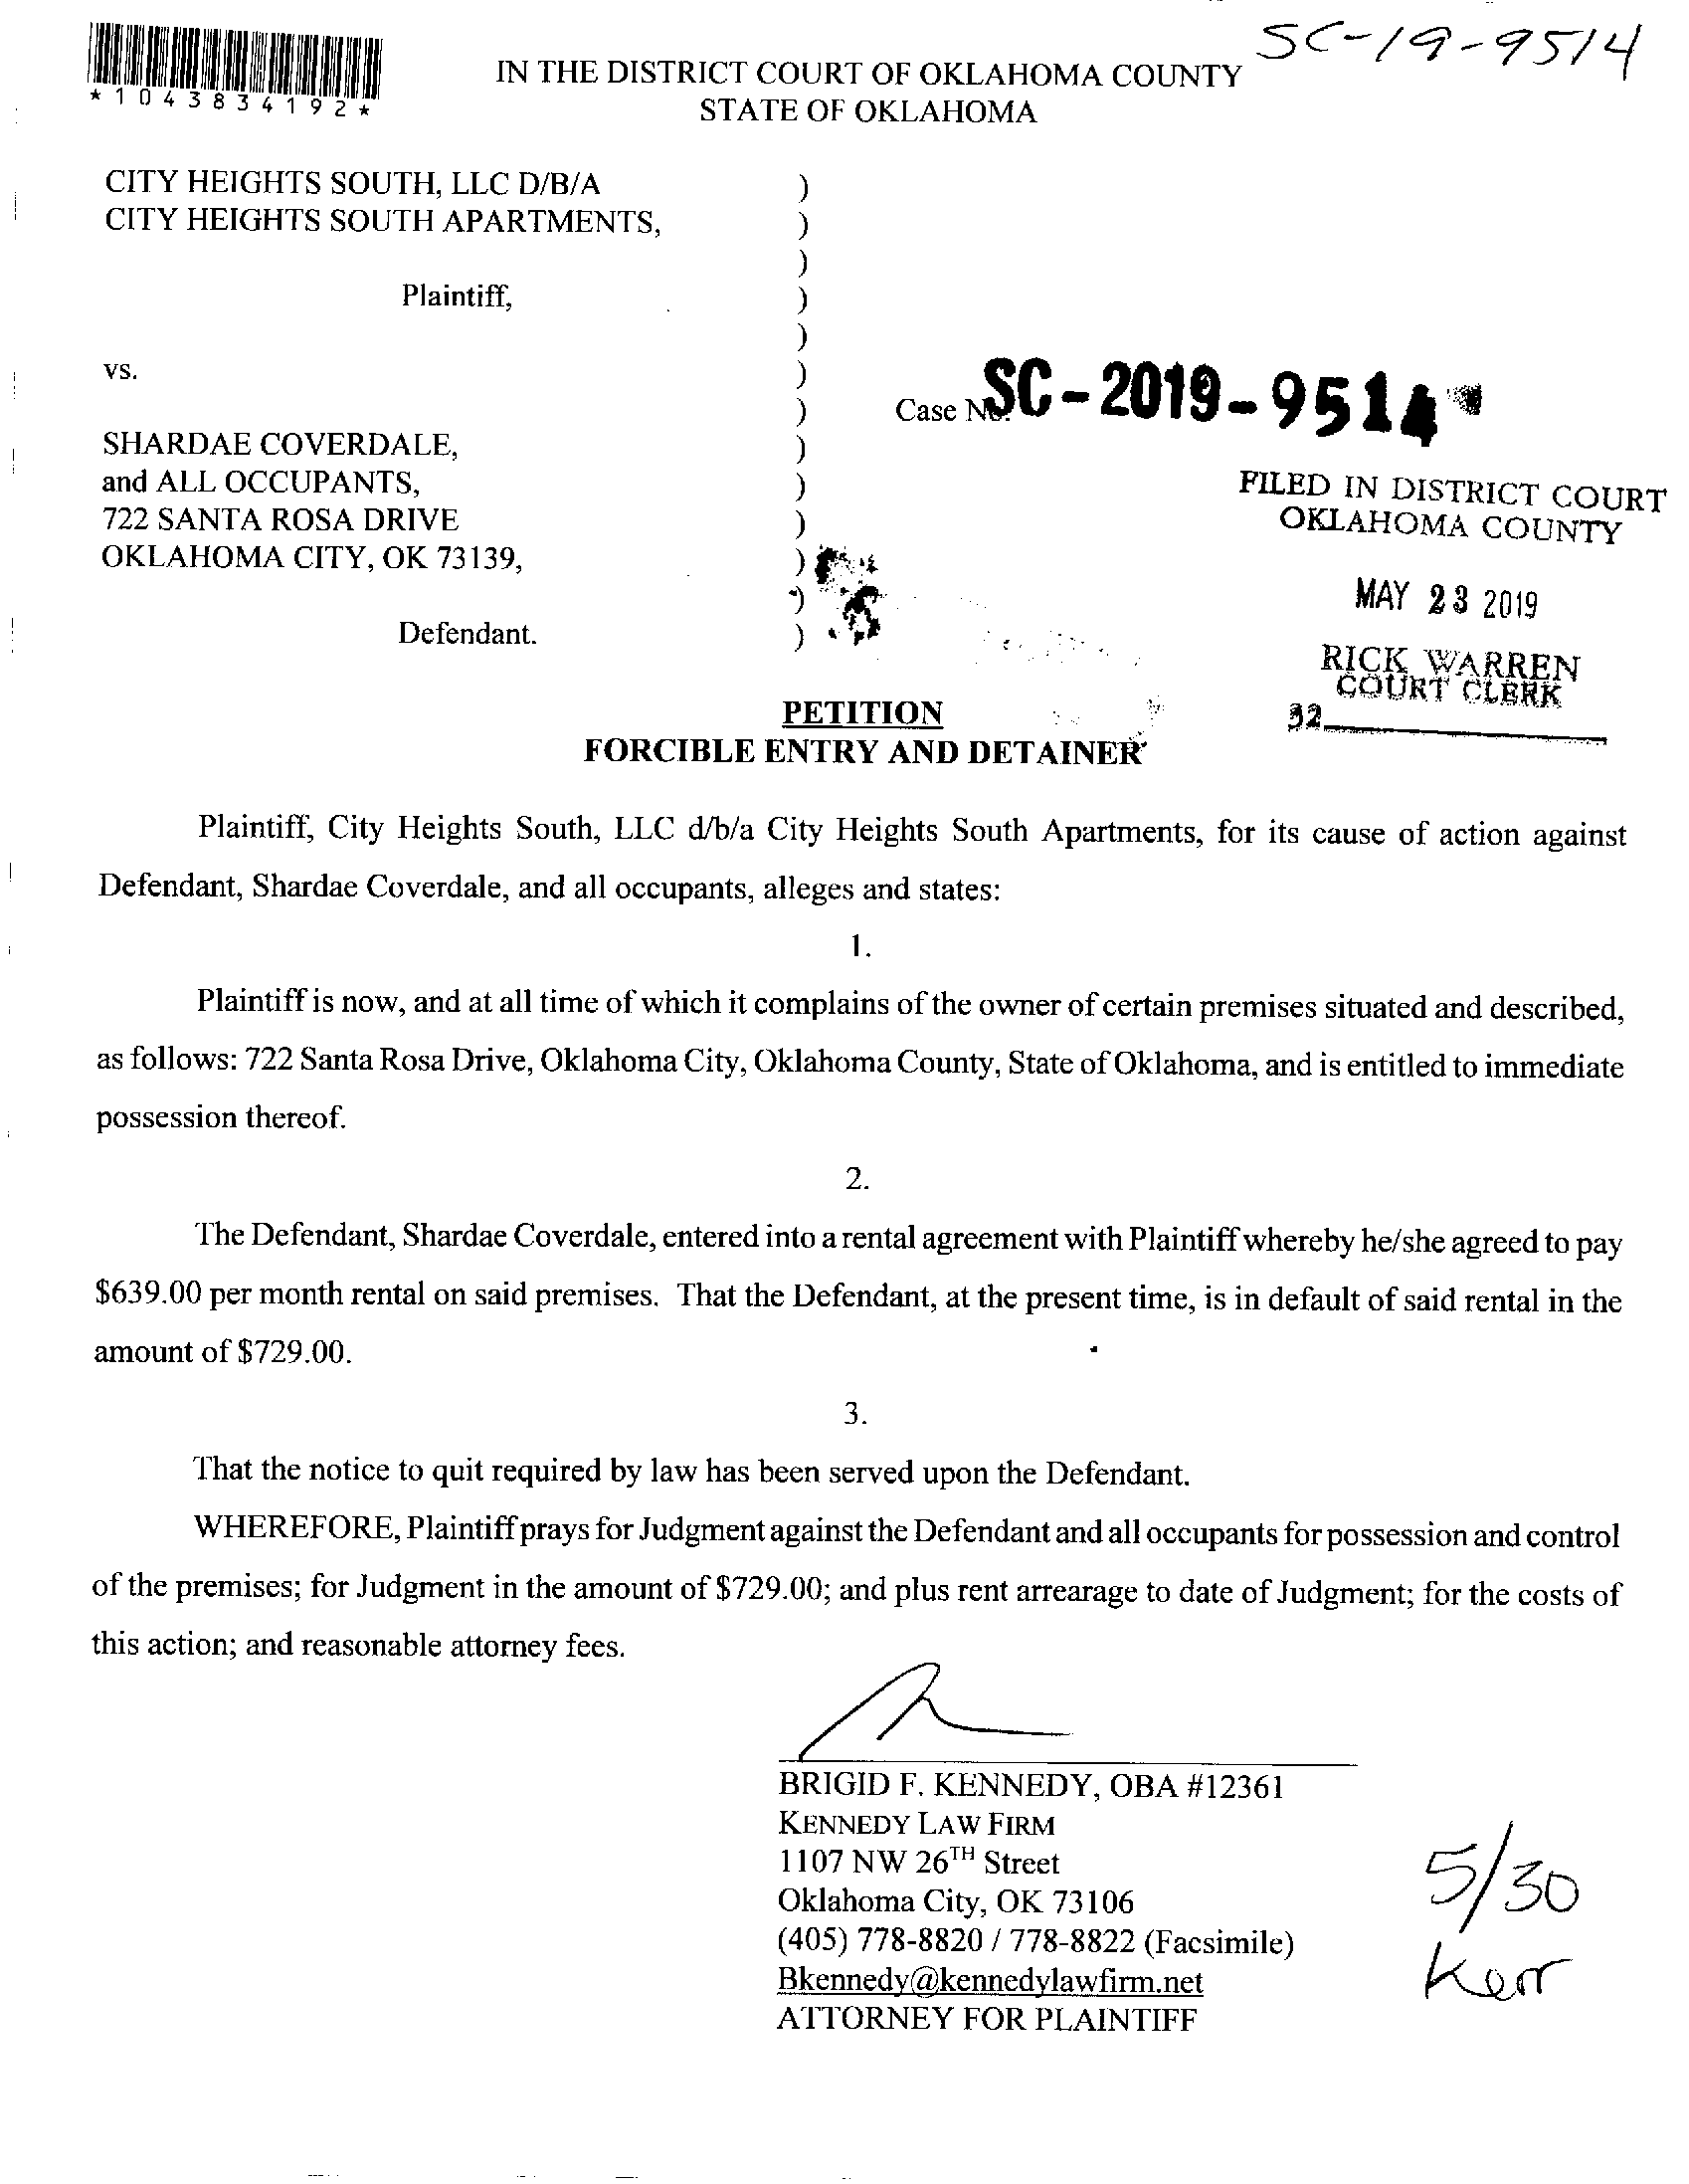 SC-19-9514
*1043834192*
IN THE DISTRICT COURT OF OKLAHOMA COUNTY
STATE OF OKLAHOMA
CITY HEIGHTS SOUTH, LLC D/B/A )
CITY HEIGHTS SOUTH APARTMENTS, )
)
Plaintiff, )
)
vs. )
) Case No. SC-2019-9514
SHARDAE COVERDALE, )
and ALL OCCUPANTS, )
722 SANTA ROSA DRIVE )
OKLAHOMA CITY, OK 73139, )
)
Defendant. )
FILED IN DISTRICT COURT
OKLAHOMA COUNTY
MAY 23 2019
RICK WARREN
COURT CLERK
32
PETITION
FORCIBLE ENTRY AND DETAINER
Plaintiff, City Heights South, LLC d/b/a City Heights South Apartments, for its cause of action against
Defendant, Shardae Coverdale, and all occupants, alleges and states:
1.
Plaintiff is now, and at all time of which it complains of the owner of certain premises situated and described,
as follows: 722 Santa Rosa Drive, Oklahoma City, Oklahoma County, State of Oklahoma, and is entitled to immediate
possession thereof.
2.
The Defendant, Shardae Coverdale, entered into a rental agreement with Plaintiff whereby he/she agreed to pay
$639.00 per month rental on said premises. That the Defendant, at the present time, is in default of said rental in the
amount of $729.00.
3.
That the notice to quit required by law has been served upon the Defendant.
WHEREFORE, Plaintiff prays for Judgment against the Defendant and all occupants for possession and control
of the premises; for Judgment in the amount of $729.00; and plus rent arrearage to date of Judgment; for the costs of
this action; and reasonable attorney fees.
BRIGID F. KENNEDY, OBA #12361
KENNEDY LAW FIRM
1107 NW 26TH Street
Oklahoma City, OK 73106
(405) 778-8820 / 778-8822 (Facsimile)
Bkennedy@kennedylawfirm.net
ATTORNEY FOR PLAINTIFF
5/30
Kerr